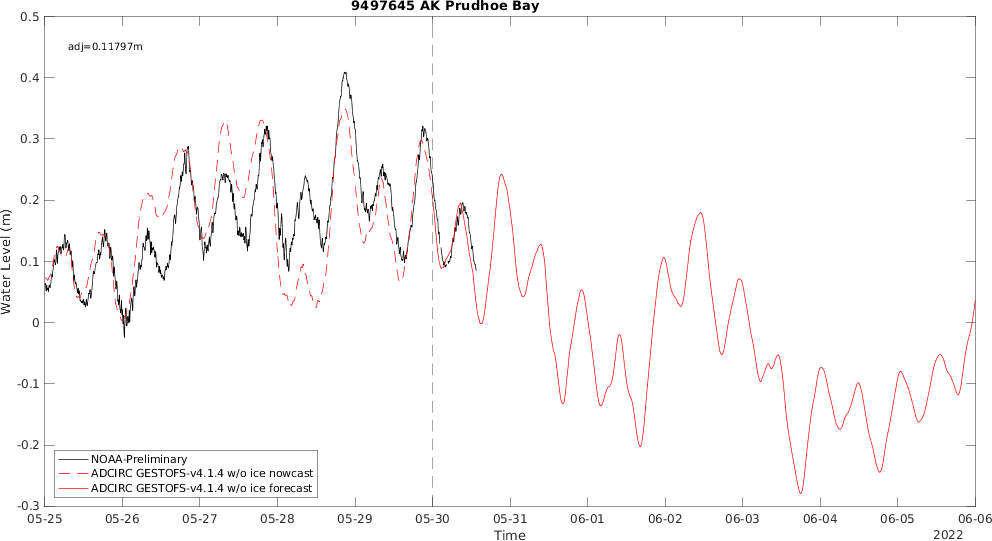 9497645 AK Prudhoe Bay
adj=0.11797m
Water Level (m)
0.5
0.4
0.3
0.2
0.1
0
-0.1
-0.2
-0.3
NOAA-Preliminary
ADCIRC GESTOFS-v4.1.4 w/o ice nowcast
ADCIRC GESTOFS-v4.1.4 w/o ice forecast
05-25 05-26 05-27 05-28 05-29 05-30 05-31 06-01 06-02 06-03 06-04 06-05 06-06
Time
2022